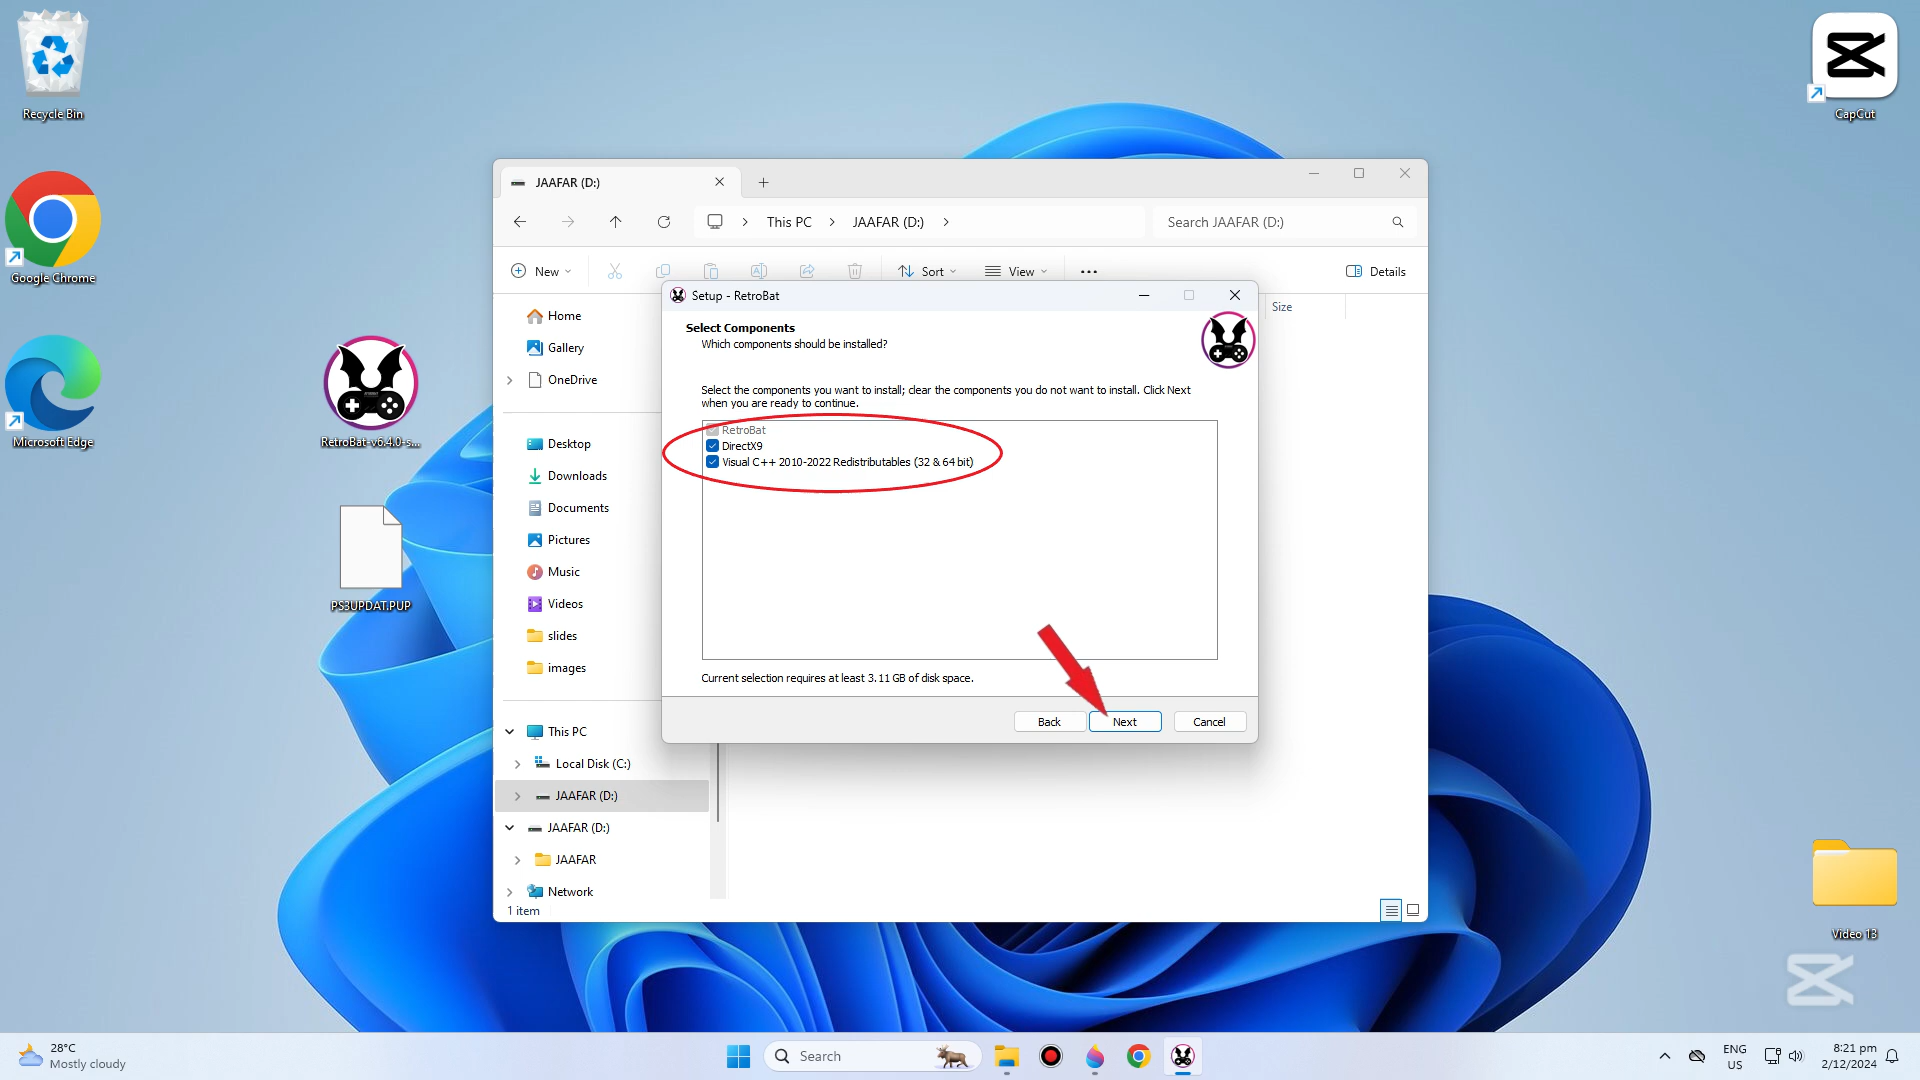 Recycle Bin
Google Chrome
Microsoft Edge
RetroBat-v6.4.0-s...
PS3UPDAT.PUP
CapCut
Video 13
JAAFAR (D:)
This PC
JAAFAR (D:)
Search JAAFAR (D:)
New
Sort
View
Details
Size
Home
Gallery
OneDrive
Desktop
Downloads
Documents
Pictures
Music
Videos
slides
images
This PC
Local Disk (C:)
JAAFAR (D:)
JAAFAR (D:)
JAAFAR
Network
1 item
Setup - RetroBat
Select Components
Which components should be installed?
Select the components you want to install; clear the components you do not want to install. Click Next
when you are ready to continue.
RetroBat
DirectX9
Visual C++ 2010-2022 Redistributables (32 & 64 bit)
Current selection requires at least 3.11 GB of disk space.
Back
Next
Cancel
28°C
Mostly cloudy
Search
ENG
US
8:21 pm
2/12/2024